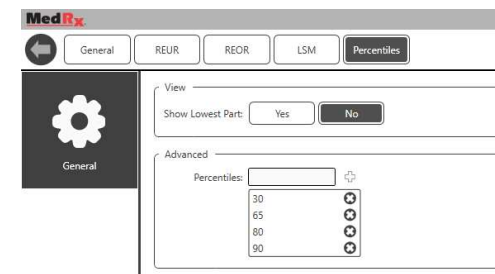 MedRx
General REUR REOR LSM Percentiles
View
Show Lowest Part: Yes No
General
Advanced
Percentiles:
30
65
80
90